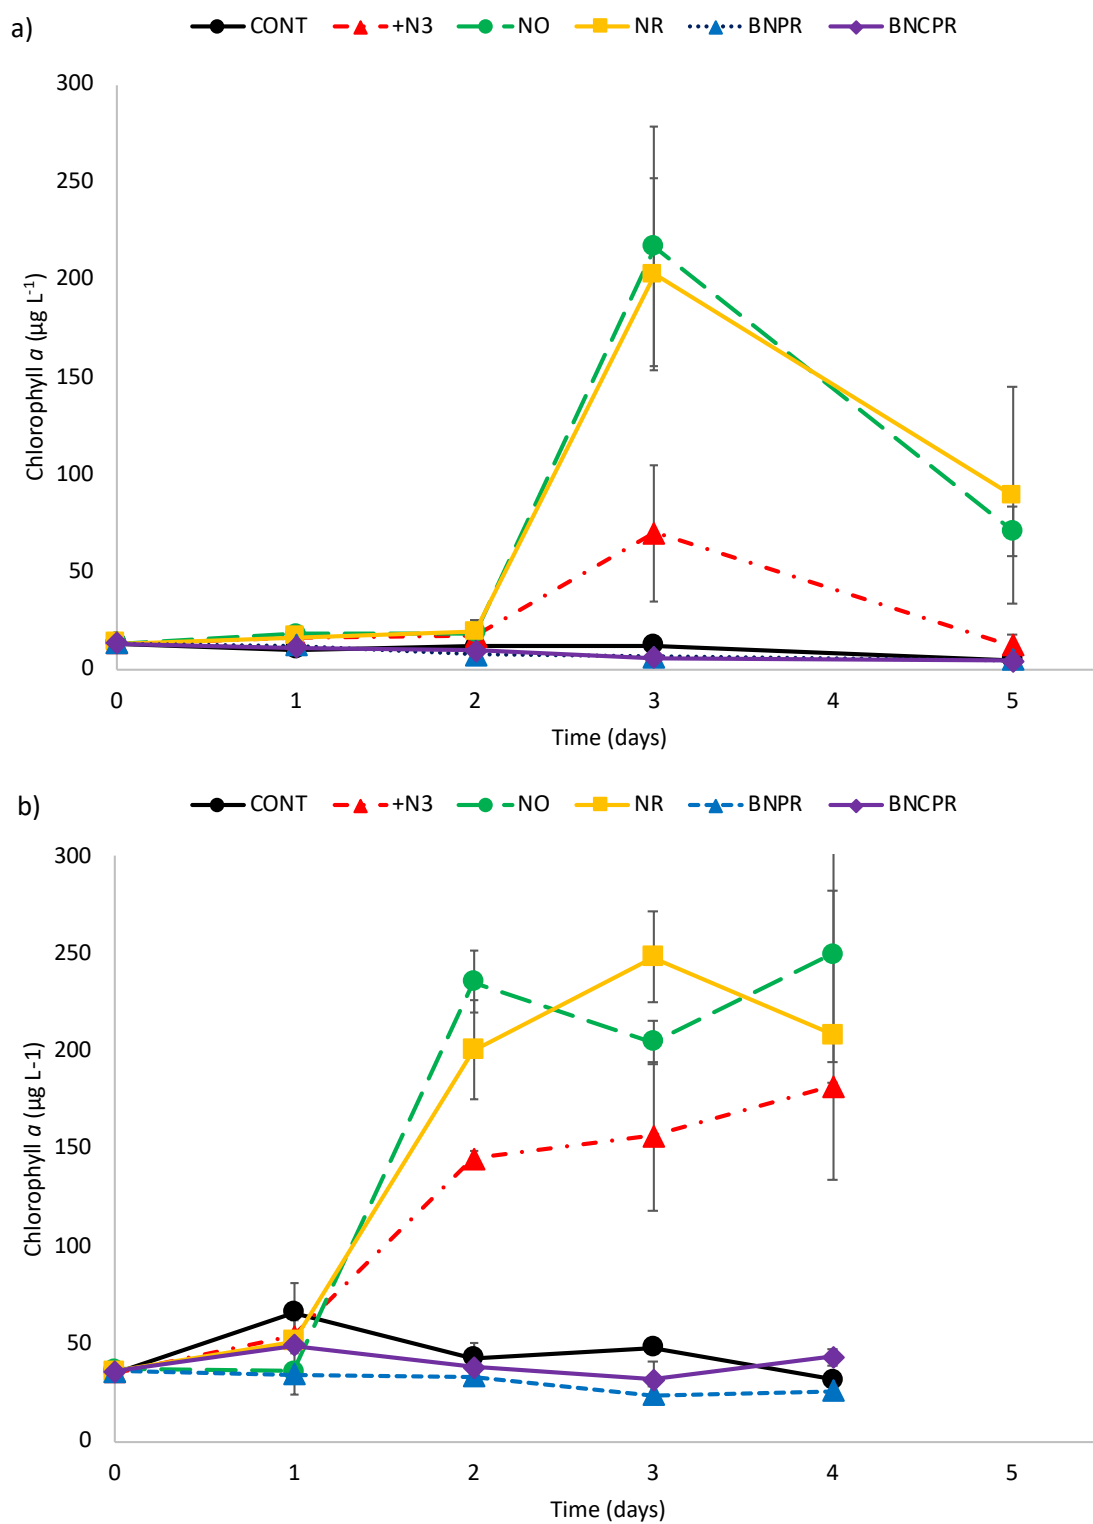 a)
CONT +N3 NO NR BNPR BNCPR
300
250
200
150
100
50
0
Chlorophyll a (µg L-1)
0 1 2 3 4 5
Time (days)
b)
CONT +N3 NO NR BNPR BNCPR
300
250
200
150
100
50
0
Chlorophyll a (µg L-1)
0 1 2 3 4 5
Time (days)